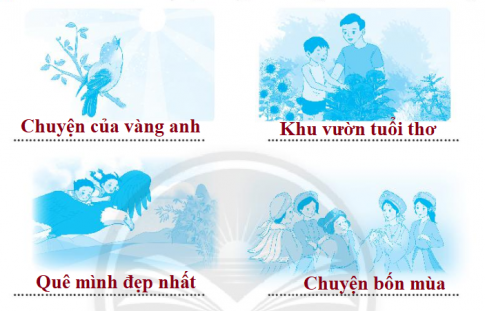 Chuyện của vàng anh
Khu vườn tuổi thơ
Quê mình đẹp nhất
Chuyện bốn mùa